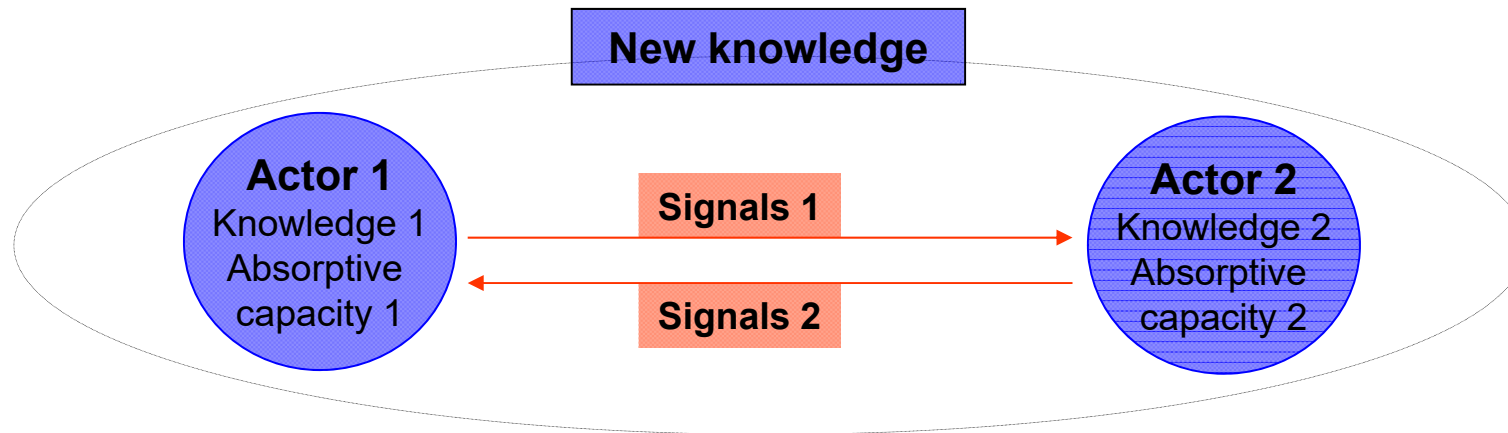 New knowledge
Actor 1
Knowledge 1
Absorptive
capacity 1
Signals 1
Signals 2
Actor 2
Knowledge 2
Absorptive
capacity 2